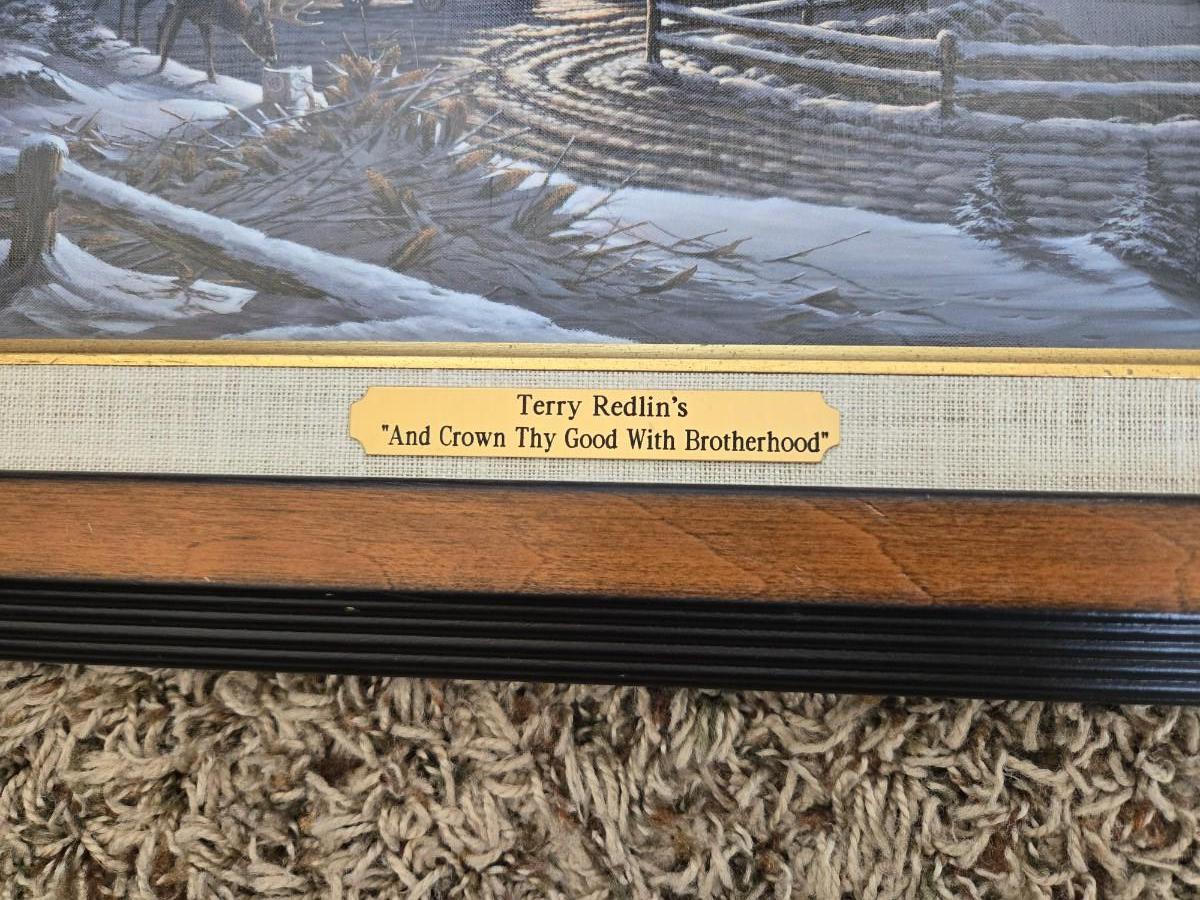 Terry Redlin's
"And Crown Thy Good With Brotherhood"